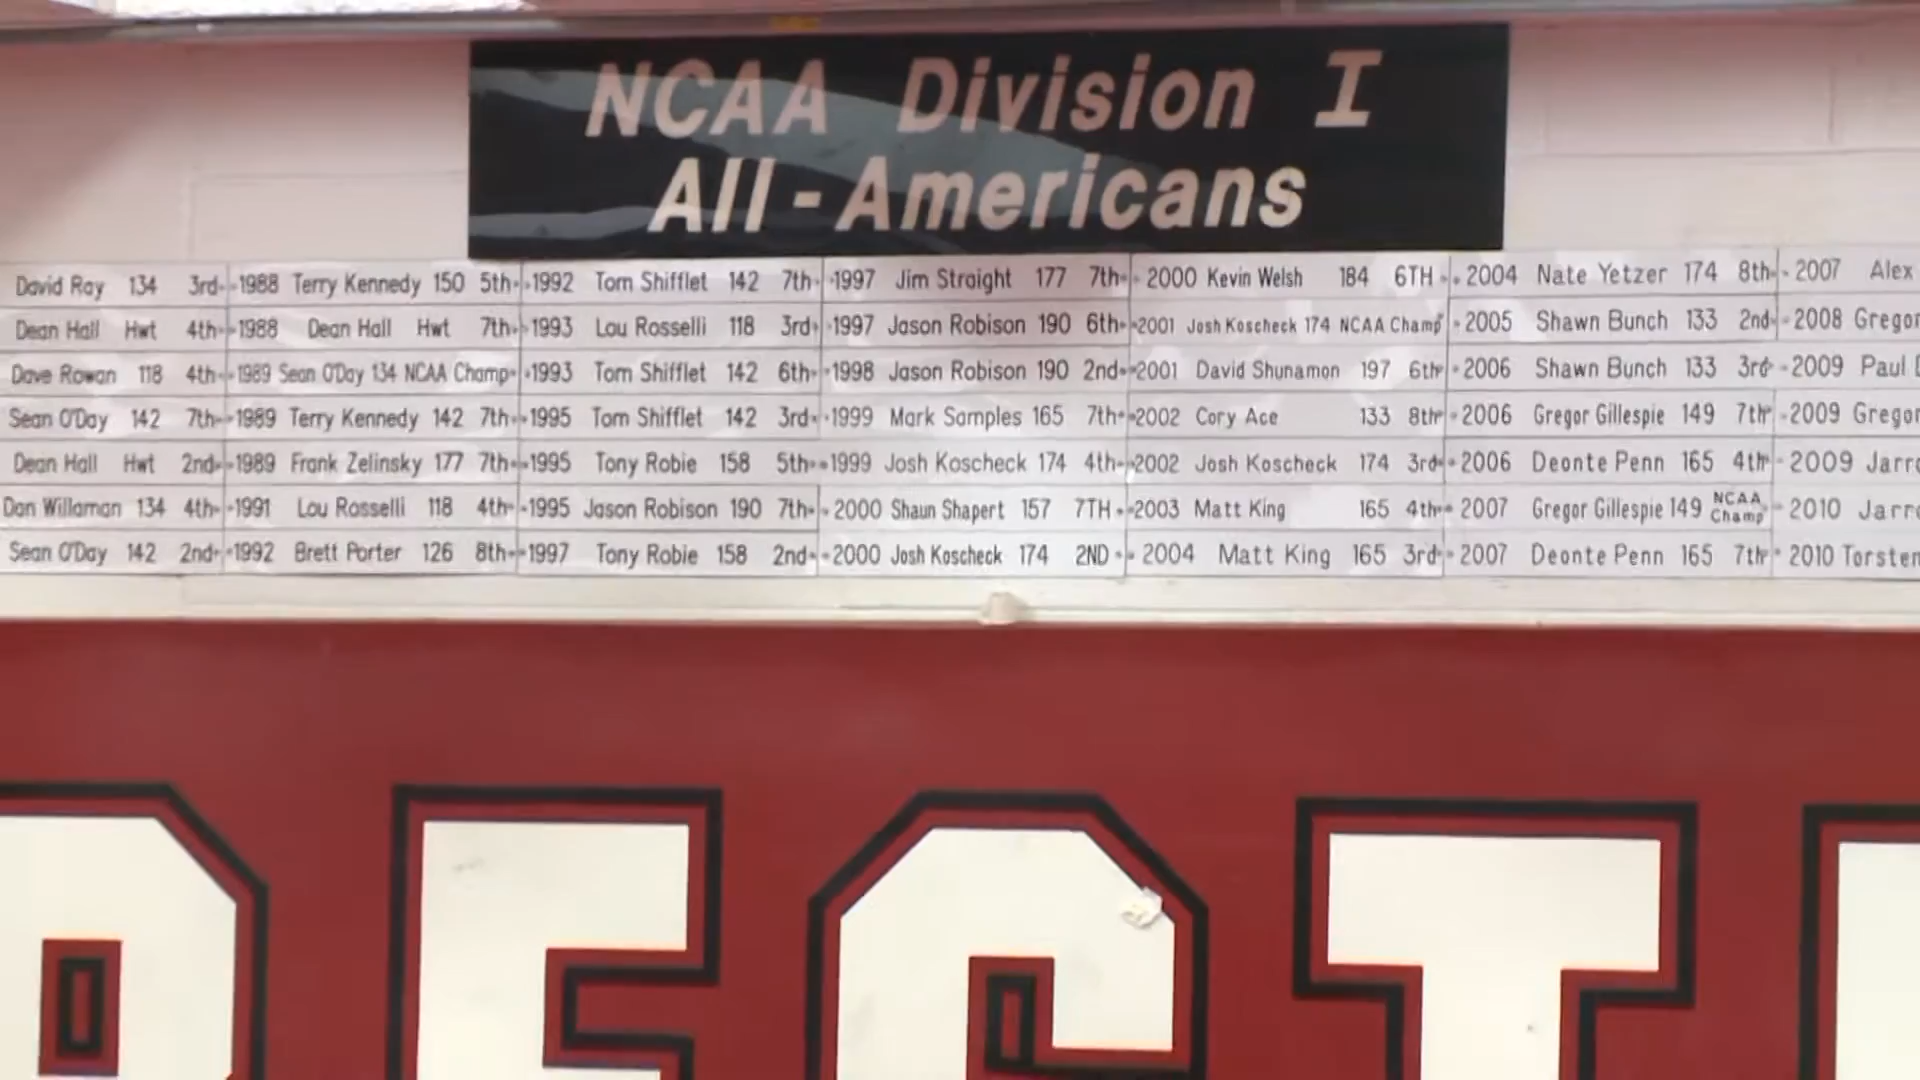 NCAA Division I
All-Americans
David Ray 134 3rd 1988 Terry Kennedy 150 5th 1992 Tom Shifflet 142 7th 1997 Jim Straight 177 7th 2000 Kevin Welsh 184 6TH 2004 Nate Yetzer 174 8th 2007 Alex
Dean Hall Hwt 4th 1988 Dean Hall Hwt 7th 1993 Lou Rosselli 118 3rd 1997 Jason Robison 190 6th 2001 Josh Koscheck 174 NCAA Champ 2005 Shawn Bunch 133 2nd 2008 Gregor
Dave Rowan 118 4th 1989 Sean O'Day 134 NCAA Champ 1993 Tom Shifflet 142 6th 1998 Jason Robison 190 2nd 2001 David Shunamon 197 6th 2006 Shawn Bunch 133 3rd 2009 Paul
Sean O'Day 142 7th 1989 Terry Kennedy 142 7th 1995 Tom Shifflet 142 3rd 1999 Mark Samples 165 7th 2002 Cory Ace 133 8th 2006 Gregor Gillespie 149 7th 2009 Gregor
Dean Hall Hwt 2nd 1989 Frank Zelinsky 177 7th 1995 Tony Robie 158 5th 1999 Josh Koscheck 174 4th 2002 Josh Koscheck 174 3rd 2006 Deonte Penn 165 4th 2009 Jarro
Dan Willaman 134 4th 1991 Lou Rosselli 118 4th 1995 Jason Robison 190 7th 2000 Shaun Shapert 157 7TH 2003 Matt King 165 4th 2007 Gregor Gillespie 149 NCAA Champ 2010 Jarro
Sean O'Day 142 2nd 1992 Brett Porter 126 8th 1997 Tony Robie 158 2nd 2000 Josh Koscheck 174 2ND 2004 Matt King 165 3rd 2007 Deonte Penn 165 7th 2010 Torsten